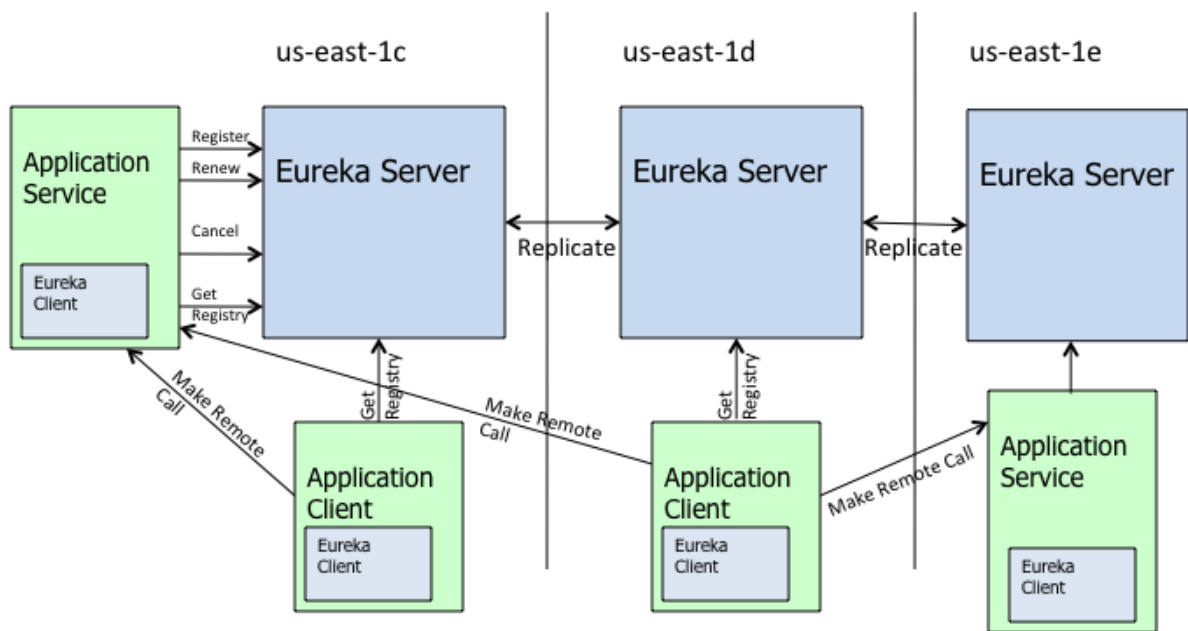 us-east-1c
us-east-1d
us-east-1e
Application
Service
Eureka
Client
Register
Renew
Cancel
Get
Registry
Eureka Server
Replicate
Eureka Server
Replicate
Eureka Server
Make Remote
Call
Get
Registry
Make Remote
Call
Get
Registry
Make Remote Call
Application
Client
Eureka
Client
Application
Client
Eureka
Client
Application
Service
Eureka
Client